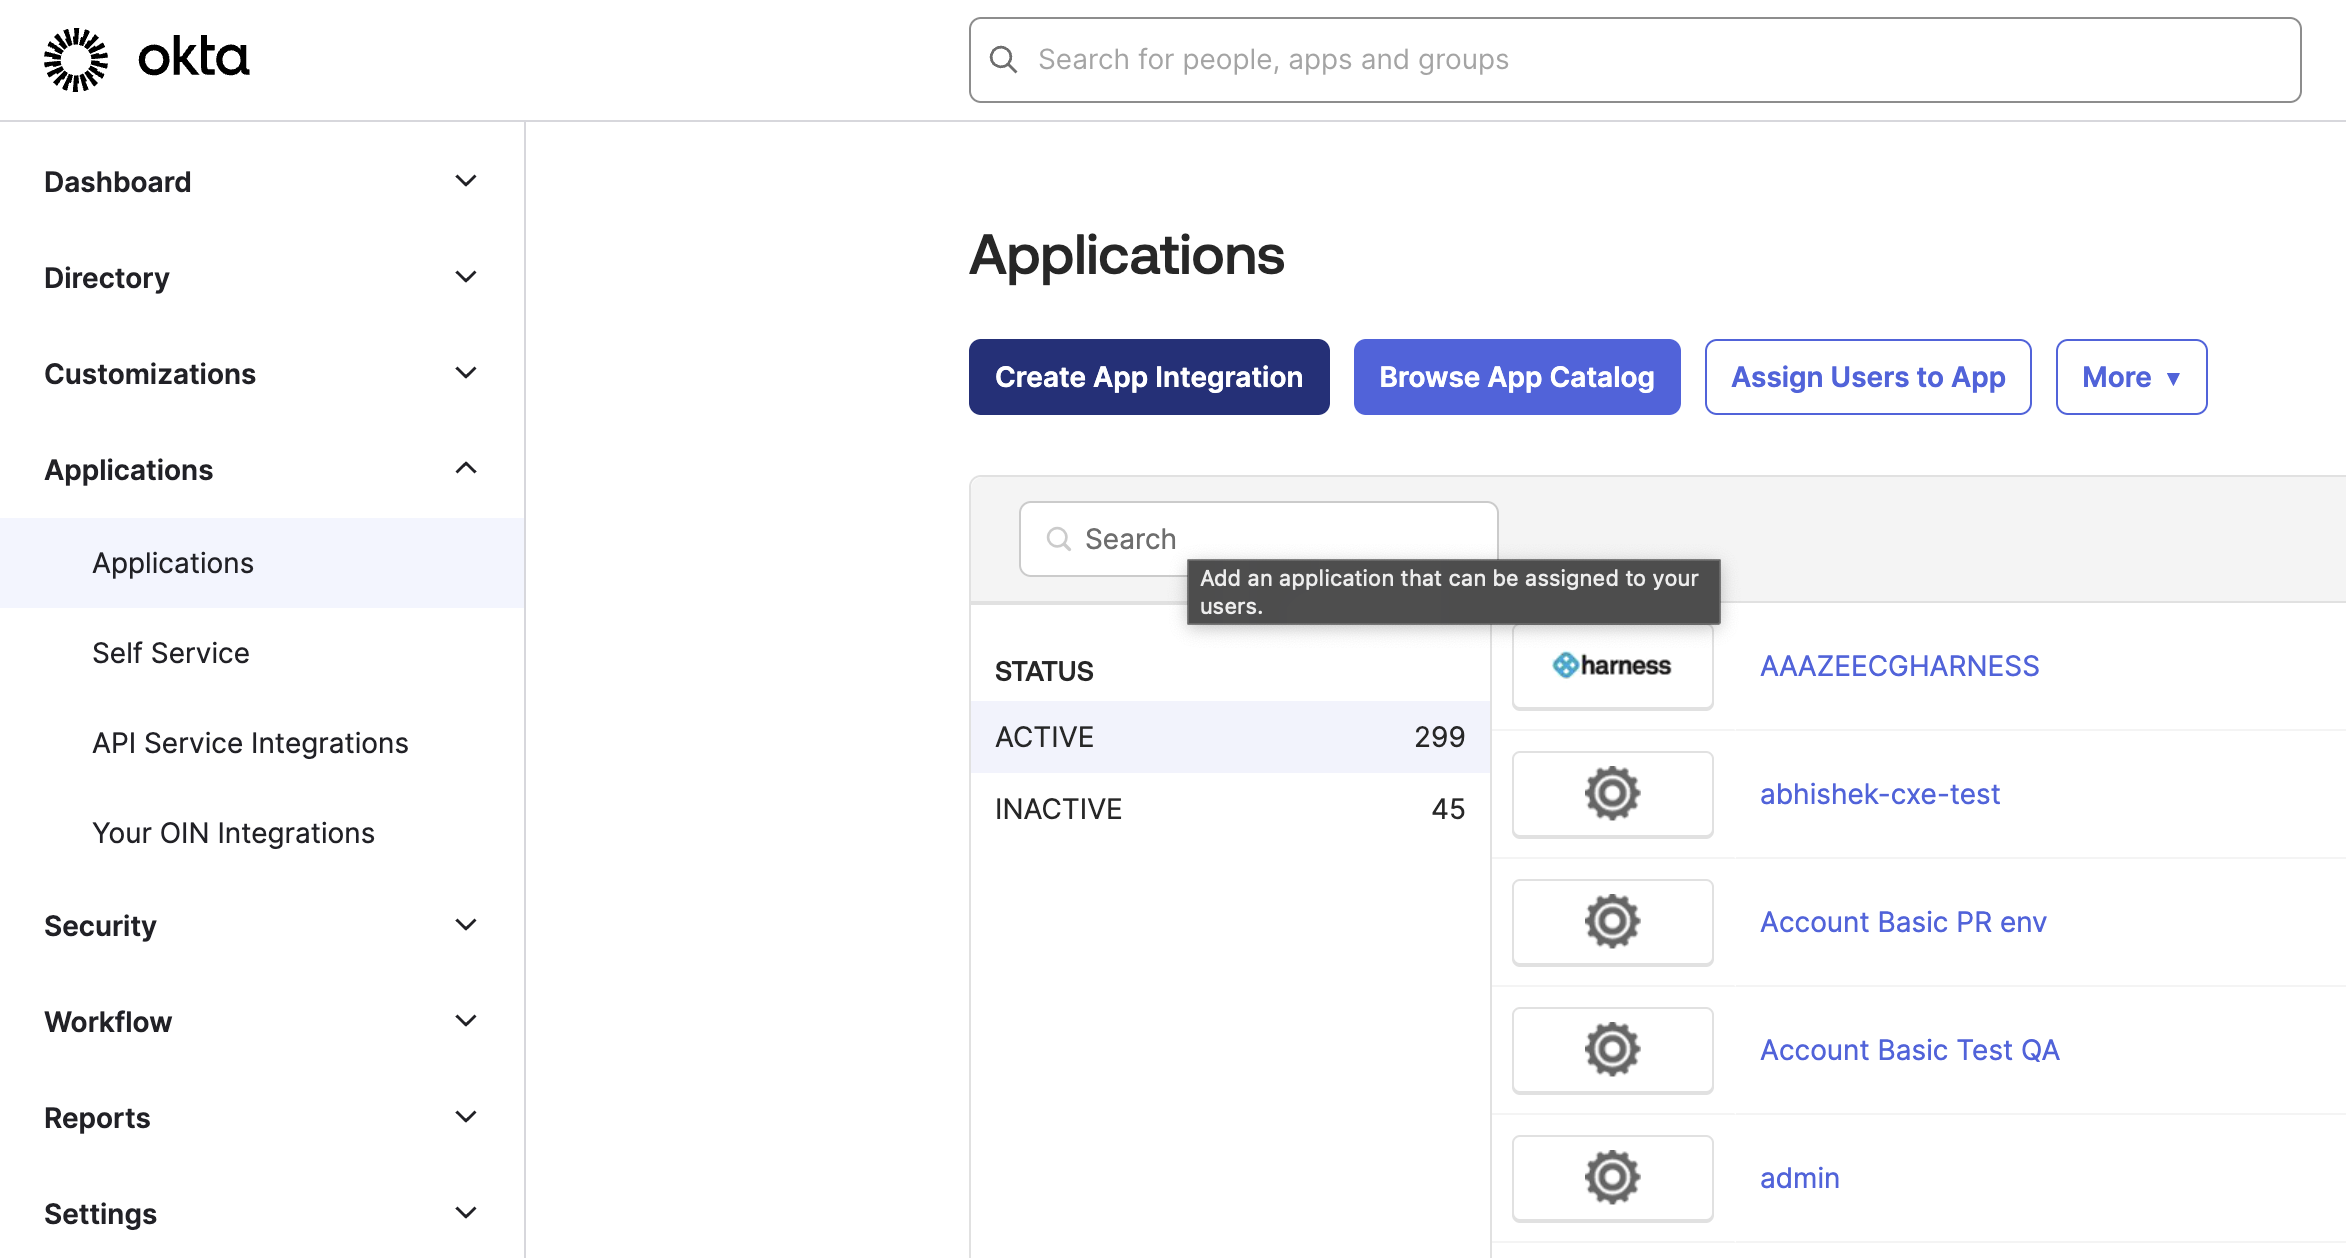 okta
Search for people, apps and groups
Dashboard
Directory
Customizations
Applications
Applications
Self Service
API Service Integrations
Your OIN Integrations
Security
Workflow
Reports
Settings
Applications
Create App Integration
Browse App Catalog
Assign Users to App
More ▼
Search
Add an application that can be assigned to your
users.
STATUS
ACTIVE 299
INACTIVE 45
harness AAAZEECGHARNESS
abhishek-cxe-test
Account Basic PR env
Account Basic Test QA
admin